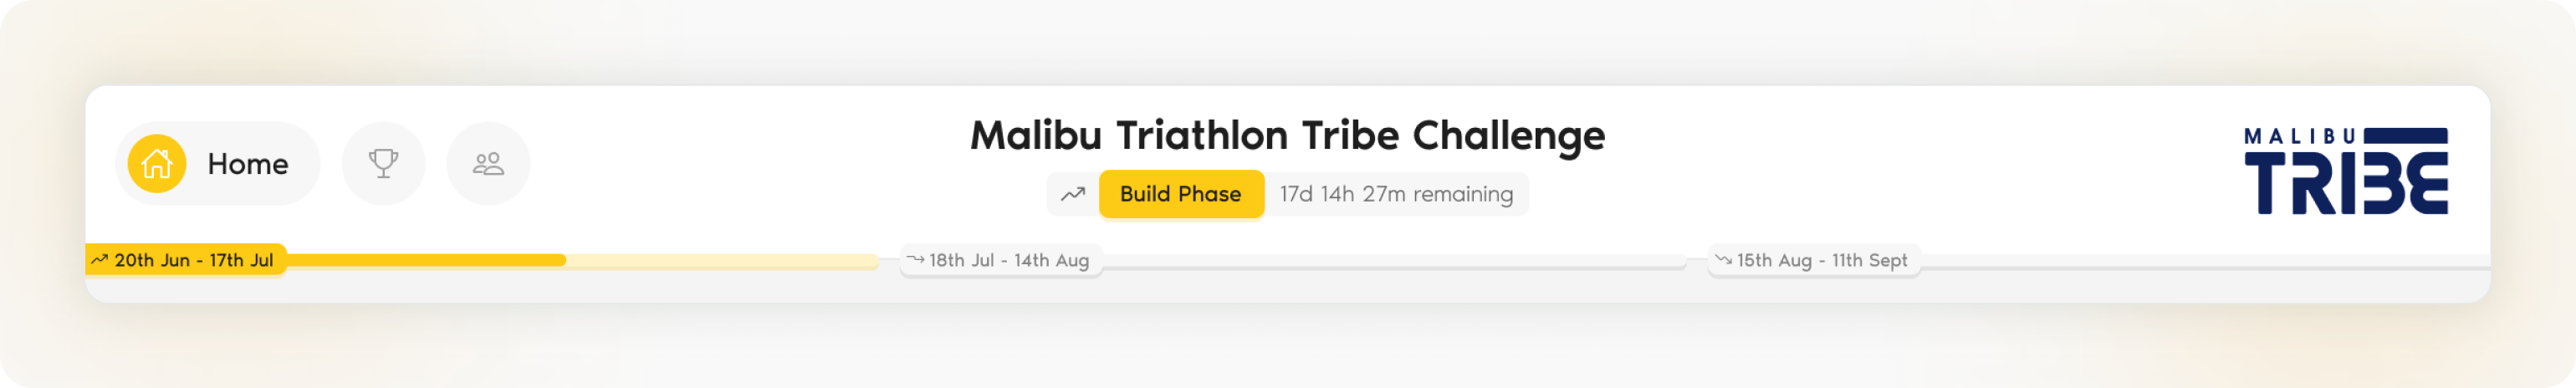 Home
Malibu Triathlon Tribe Challenge
Build Phase 17d 14h 27m remaining
MALIBU
TRIBE
20th Jun - 17th Jul
18th Jul - 14th Aug
15th Aug - 11th Sept